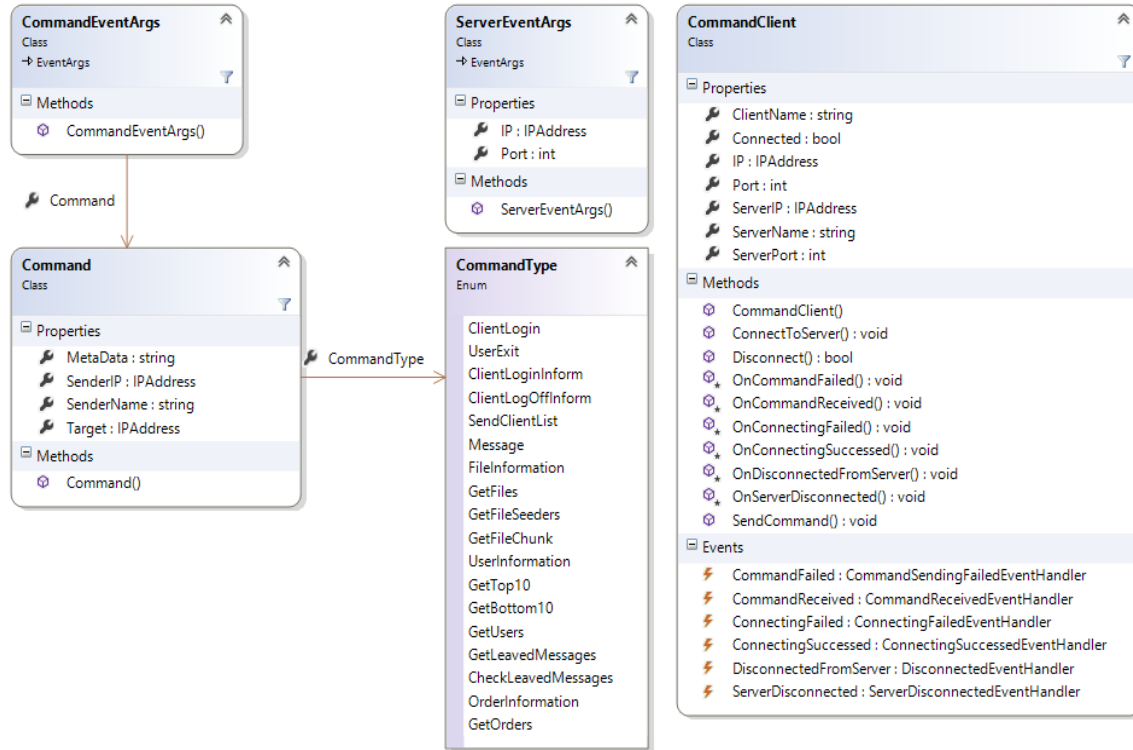 CommandEventArgs
Class
EventArgs
Methods
CommandEventArgs()
Command
Command
Class
Properties
MetaData : string
SenderIP : IPAddress
SenderName : string
Target : IPAddress
Methods
Command()
CommandType
ServerEventArgs
Class
EventArgs
Properties
IP : IPAddress
Port : int
Methods
ServerEventArgs()
CommandType
Enum
ClientLogin
UserExit
ClientLoginInform
ClientLogOffInform
SendClientList
Message
FileInformation
GetFiles
GetFileSeeders
GetFileChunk
UserInformation
GetTop10
GetBottom10
GetUsers
GetLeavedMessages
CheckLeavedMessages
OrderInformation
GetOrders
CommandClient
Class
Properties
ClientName : string
Connected : bool
IP : IPAddress
Port : int
ServerIP : IPAddress
ServerName : string
ServerPort : int
Methods
CommandClient()
ConnectToServer() : void
Disconnect() : bool
OnCommandFailed() : void
OnCommandReceived() : void
OnConnectingFailed() : void
OnConnectingSuccessed() : void
OnDisconnectedFromServer() : void
OnServerDisconnected() : void
SendCommand() : void
Events
CommandFailed : CommandSendingFailedEventHandler
CommandReceived : CommandReceivedEventHandler
ConnectingFailed : ConnectingFailedEventHandler
ConnectingSuccessed : ConnectingSuccessedEventHandler
DisconnectedFromServer : DisconnectedEventHandler
ServerDisconnected : ServerDisconnectedEventHandler